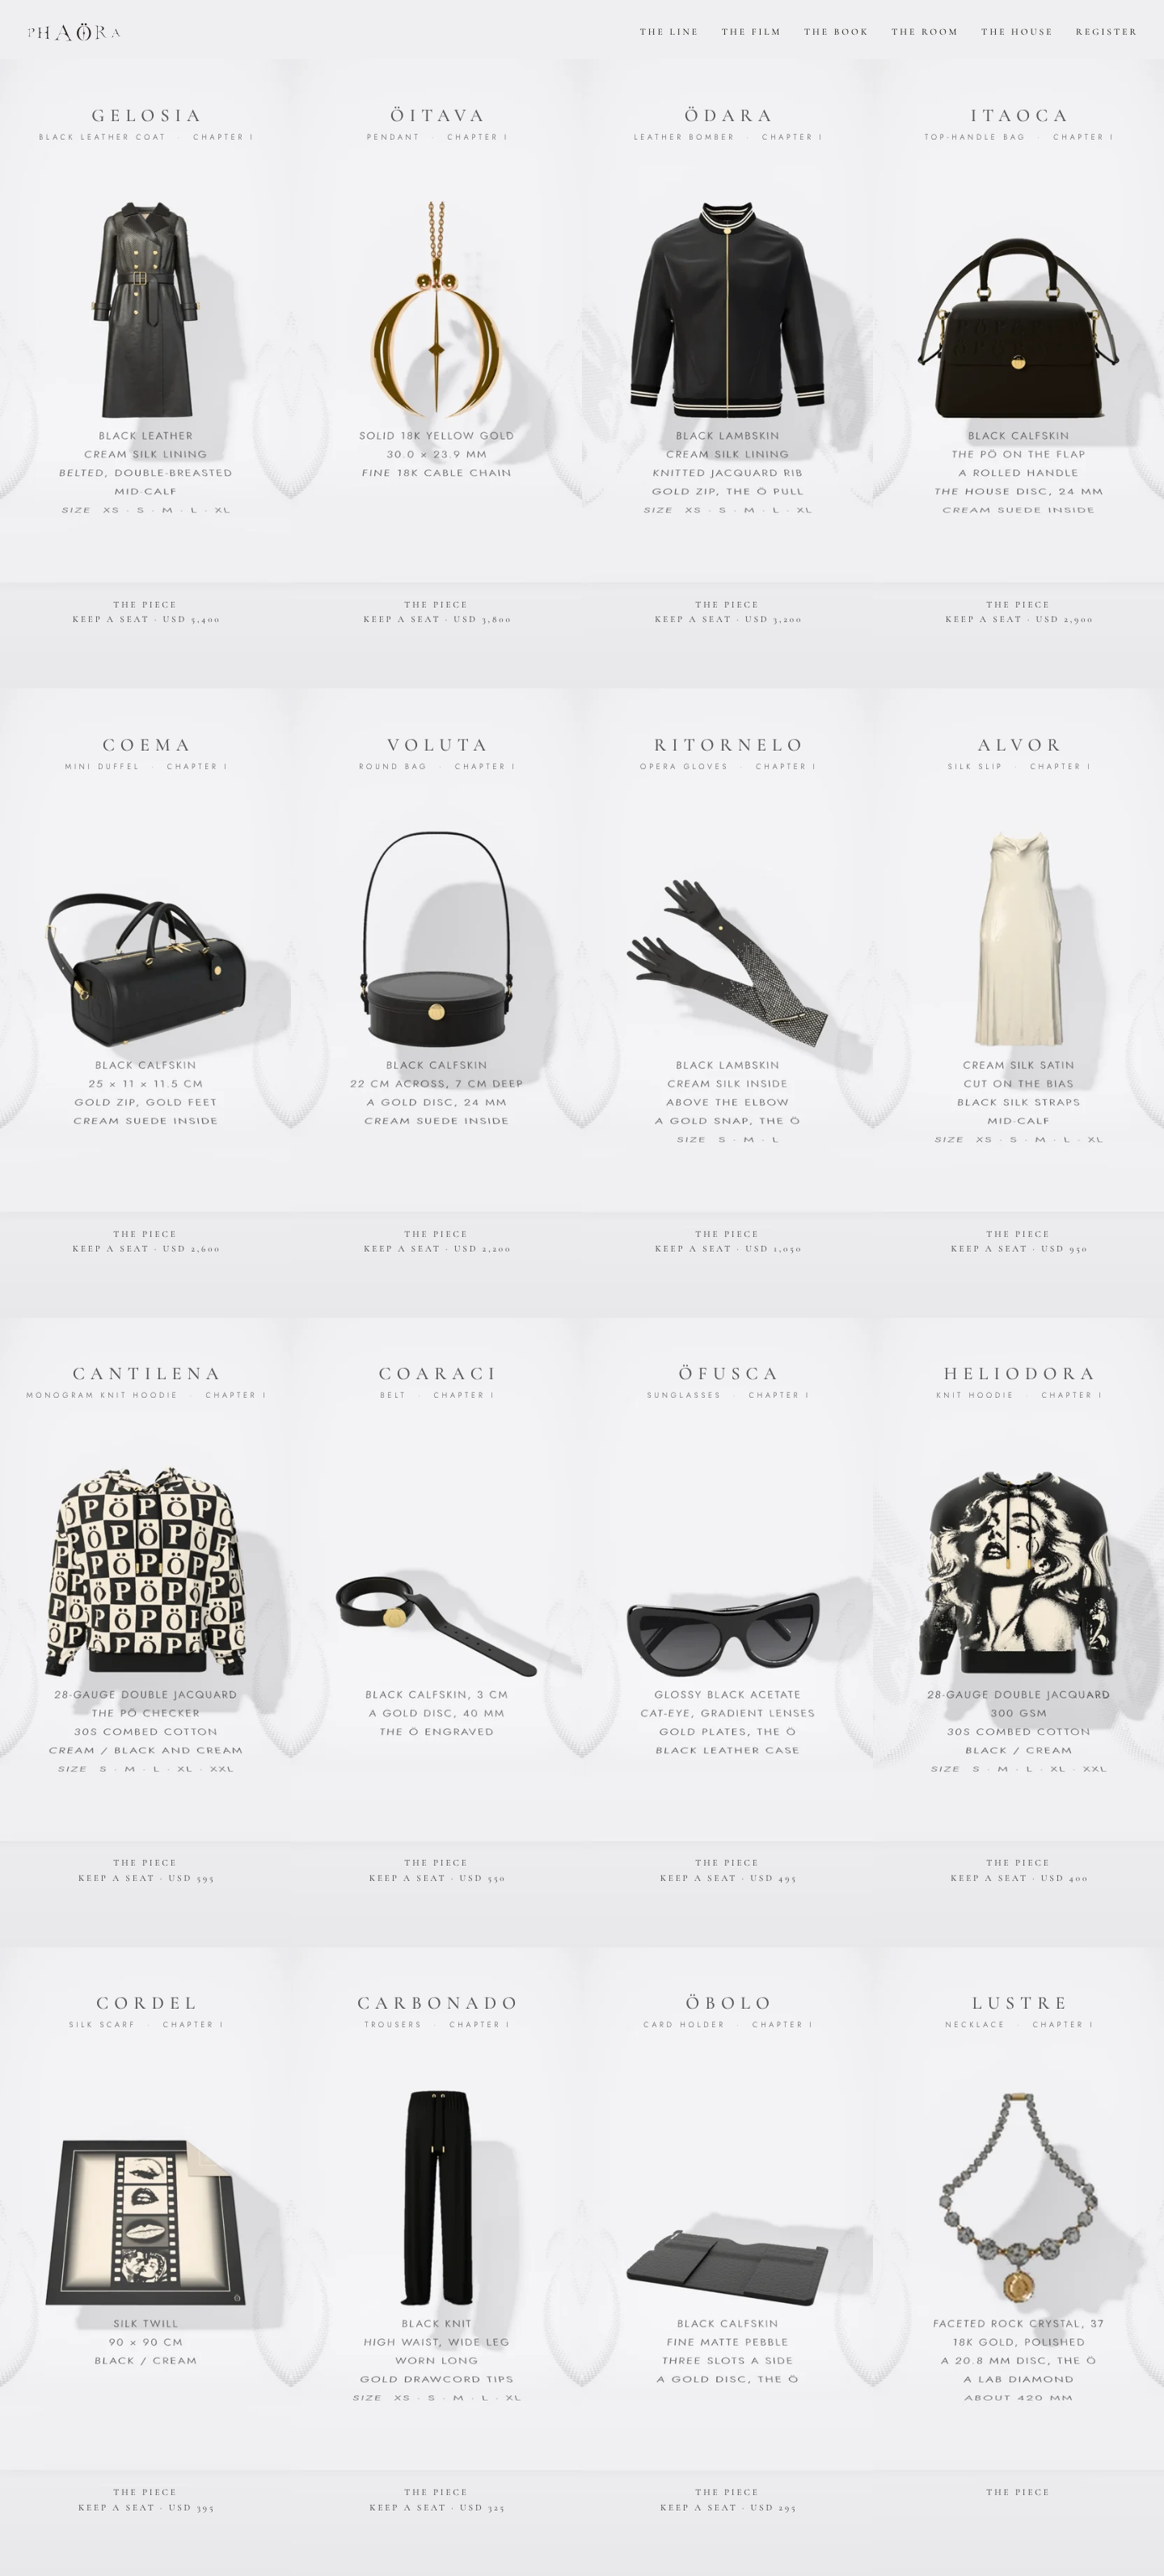 PHAÖRA
THE LINE THE FILM THE BOOK THE ROOM THE HOUSE REGISTER
GELOSIA
BLACK LEATHER COAT · CHAPTER I
BLACK LEATHER
CREAM SILK LINING
BELTED, DOUBLE-BREASTED
MID-CALF
SIZE XS · S · M · L · XL
THE PIECE
KEEP A SEAT · USD 5,400
ÖITAVA
PENDANT · CHAPTER I
SOLID 18K YELLOW GOLD
30.0 × 23.9 MM
FINE 18K CABLE CHAIN
THE PIECE
KEEP A SEAT · USD 3,800
ÖDARA
LEATHER BOMBER · CHAPTER I
BLACK LAMBSKIN
CREAM SILK LINING
KNITTED JACQUARD RIB
GOLD ZIP, THE Ö PULL
SIZE XS · S · M · L · XL
THE PIECE
KEEP A SEAT · USD 3,200
ITAOCA
TOP-HANDLE BAG · CHAPTER I
BLACK CALFSKIN
THE PÖ ON THE FLAP
A ROLLED HANDLE
THE HOUSE DISC, 24 MM
CREAM SUEDE INSIDE
THE PIECE
KEEP A SEAT · USD 2,900
COEMA
MINI DUFFEL · CHAPTER I
BLACK CALFSKIN
25 × 11 × 11.5 CM
GOLD ZIP, GOLD FEET
CREAM SUEDE INSIDE
THE PIECE
KEEP A SEAT · USD 2,600
VOLUTA
ROUND BAG · CHAPTER I
BLACK CALFSKIN
22 CM ACROSS, 7 CM DEEP
A GOLD DISC, 24 MM
CREAM SUEDE INSIDE
THE PIECE
KEEP A SEAT · USD 2,200
RITORNELO
OPERA GLOVES · CHAPTER I
BLACK LAMBSKIN
CREAM SILK INSIDE
ABOVE THE ELBOW
A GOLD SNAP, THE Ö
SIZE S · M · L
THE PIECE
KEEP A SEAT · USD 1,050
ALVOR
SILK SLIP · CHAPTER I
CREAM SILK SATIN
CUT ON THE BIAS
BLACK SILK STRAPS
MID-CALF
SIZE XS · S · M · L · XL
THE PIECE
KEEP A SEAT · USD 950
CANTILENA
MONOGRAM KNIT HOODIE · CHAPTER I
28-GAUGE DOUBLE JACQUARD
THE PÖ CHECKER
30S COMBED COTTON
CREAM / BLACK AND CREAM
SIZE S · M · L · XL · XXL
THE PIECE
KEEP A SEAT · USD 595
COARACI
BELT · CHAPTER I
BLACK CALFSKIN, 3 CM
A GOLD DISC, 40 MM
THE Ö ENGRAVED
THE PIECE
KEEP A SEAT · USD 550
ÖFUSCA
SUNGLASSES · CHAPTER I
GLOSSY BLACK ACETATE
CAT-EYE, GRADIENT LENSES
GOLD PLATES, THE Ö
BLACK LEATHER CASE
THE PIECE
KEEP A SEAT · USD 495
HELIODORA
KNIT HOODIE · CHAPTER I
28-GAUGE DOUBLE JACQUARD
300 GSM
30S COMBED COTTON
BLACK / CREAM
SIZE S · M · L · XL · XXL
THE PIECE
KEEP A SEAT · USD 400
CORDEL
SILK SCARF · CHAPTER I
SILK TWILL
90 × 90 CM
BLACK / CREAM
THE PIECE
KEEP A SEAT · USD 395
CARBONADO
TROUSERS · CHAPTER I
BLACK KNIT
HIGH WAIST, WIDE LEG
WORN LONG
GOLD DRAWCORD TIPS
SIZE XS · S · M · L · XL
THE PIECE
KEEP A SEAT · USD 325
ÖBOLO
CARD HOLDER · CHAPTER I
BLACK CALFSKIN
FINE MATTE PEBBLE
THREE SLOTS A SIDE
A GOLD DISC, THE Ö
THE PIECE
KEEP A SEAT · USD 295
LUSTRE
NECKLACE · CHAPTER I
FACETED ROCK CRYSTAL, 37
18K GOLD, POLISHED
A 20.8 MM DISC, THE Ö
A LAB DIAMOND
ABOUT 420 MM
THE PIECE